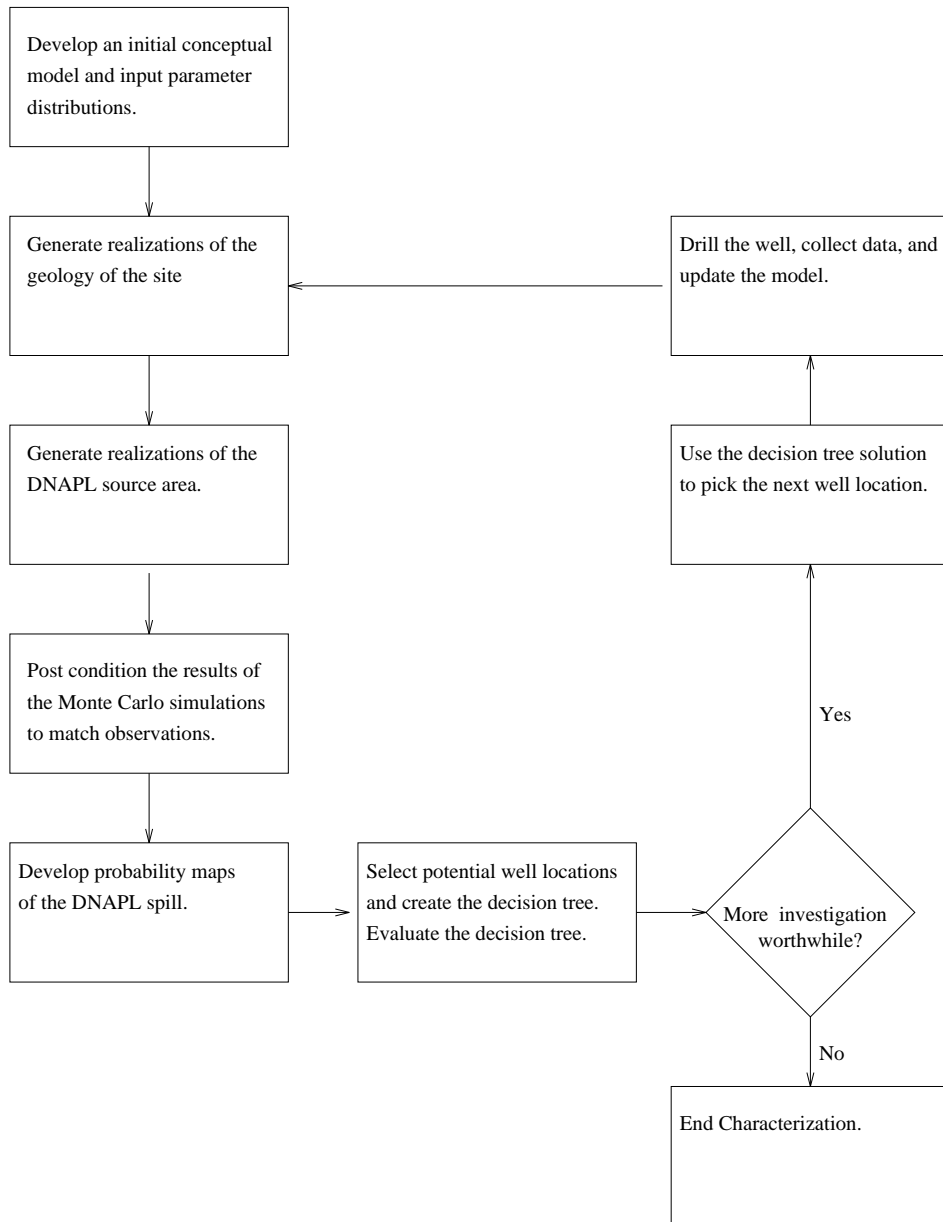 Develop an initial conceptual
model and input parameter
distributions.
Generate realizations of the
geology of the site
Drill the well, collect data, and
update the model.
Generate realizations of the
DNAPL source area.
Use the decision tree solution
to pick the next well location.
Post condition the results of
the Monte Carlo simulations
to match observations.
Yes
Develop probability maps
of the DNAPL spill.
Select potential well locations
and create the decision tree.
Evaluate the decision tree.
More investigation
worthwhile?
No
End Characterization.